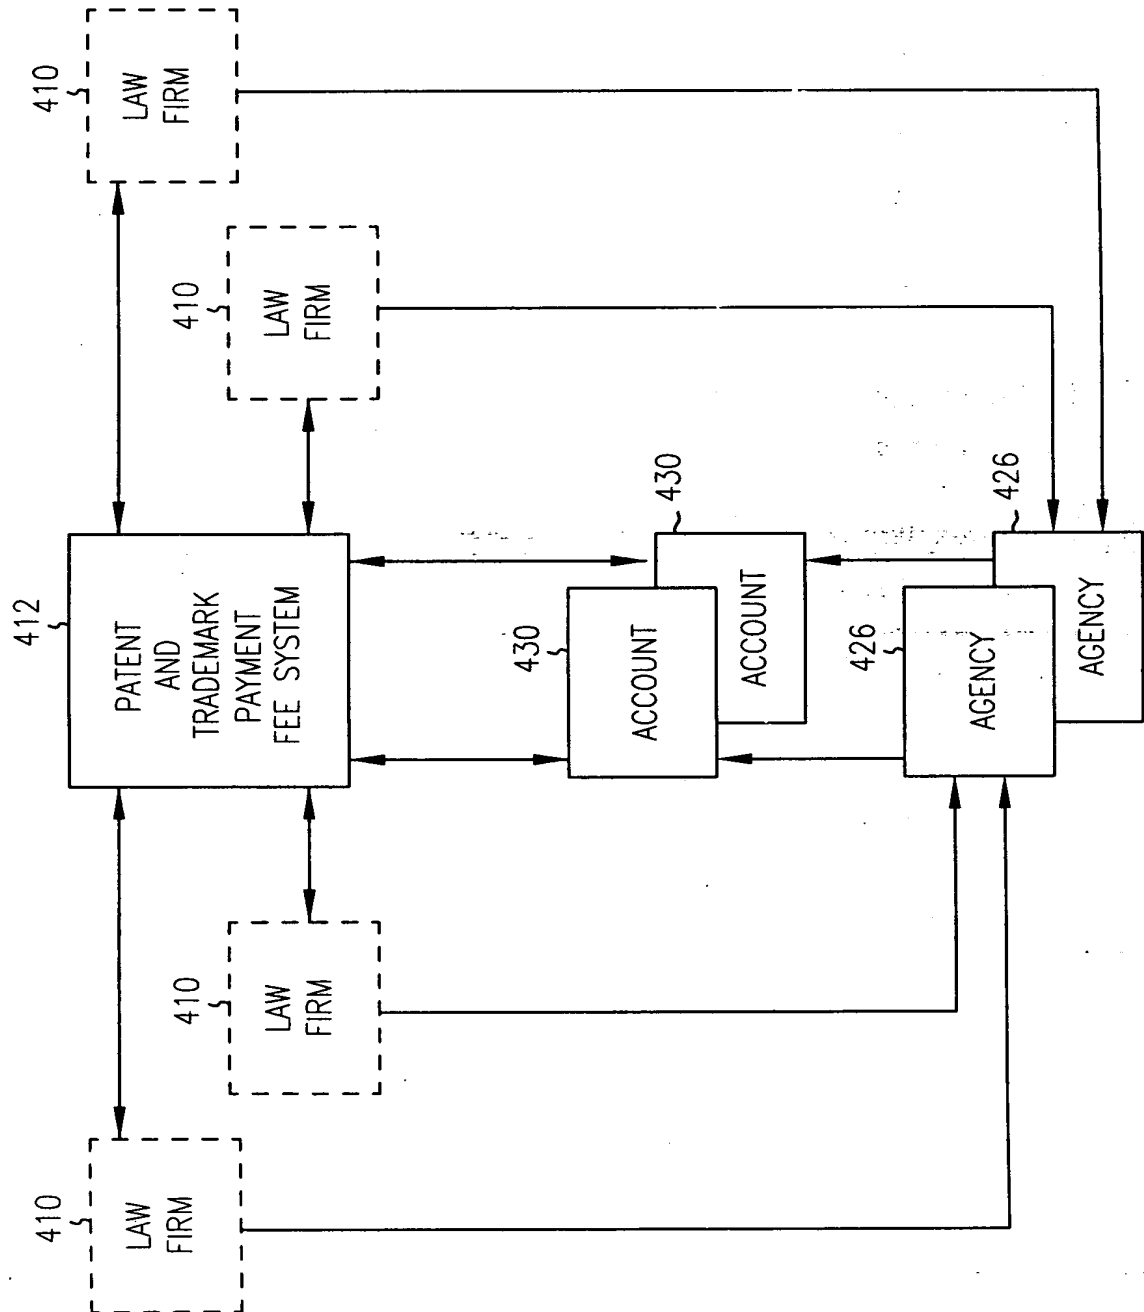 410
LAW
FIRM
410
LAW
FIRM
412
PATENT
AND
TRADEMARK
PAYMENT
FEE SYSTEM
410
LAW
FIRM
410
LAW
FIRM
430
ACCOUNT
430
ACCOUNT
426
AGENCY
426
AGENCY